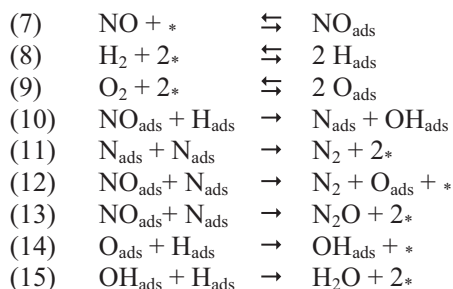 (7) NO + * ⇆ NOads
(8) H2 + 2* ⇆ 2 Hads
(9) O2 + 2* ⇆ 2 Oads
(10) NOads + Hads → Nads + OHads
(11) Nads + Nads → N2 + 2*
(12) NOads+ Nads → N2 + Oads + *
(13) NOads+ Nads → N2O + 2*
(14) Oads + Hads → OHads + *
(15) OHads + Hads → H2O + 2*